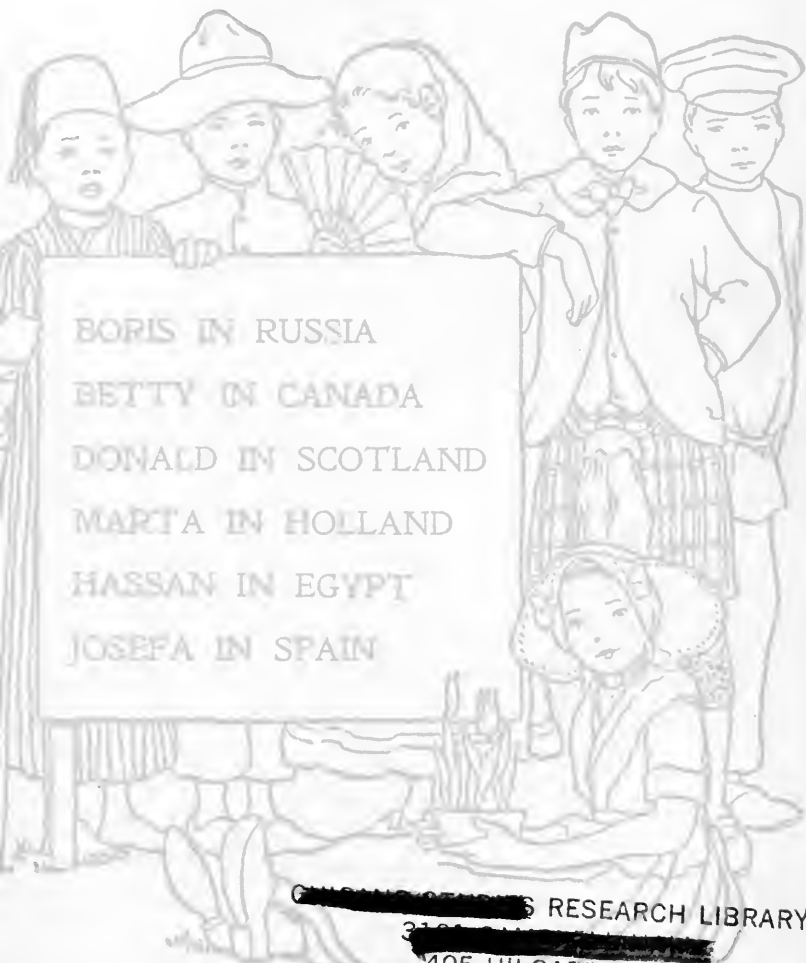 BORIS IN RUSSIA
BETTY IN CANADA
DONALD IN SCOTLAND
MARTA IN HOLLAND
HASSAN IN EGYPT
JOSEFA IN SPAIN
RESEARCH LIBRARY